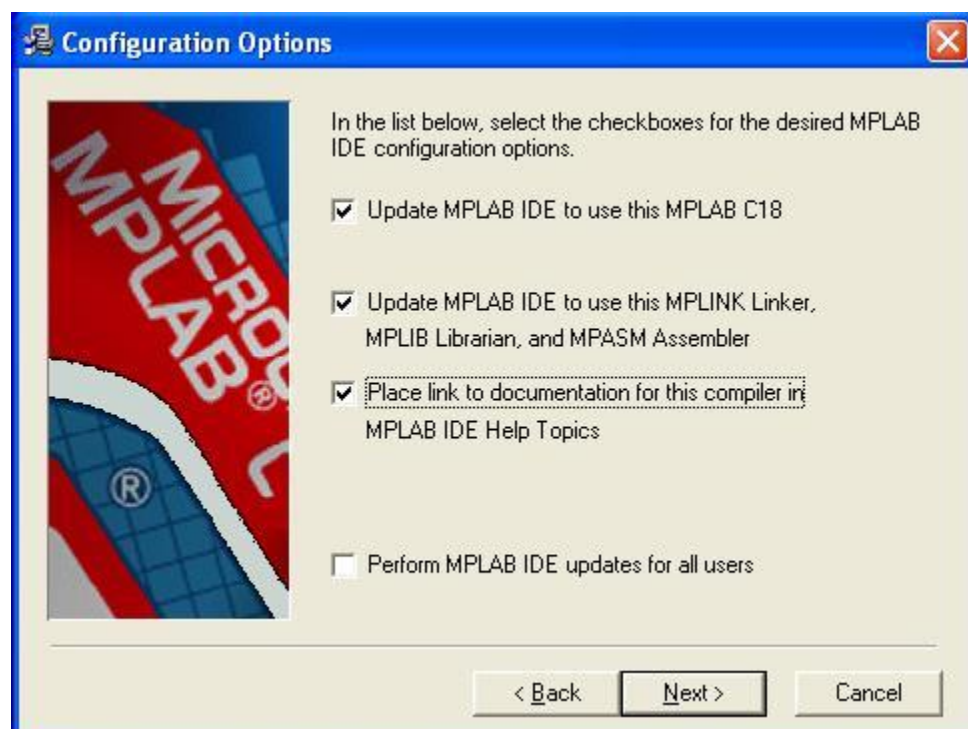 Configuration Options
In the list below, select the checkboxes for the desired MPLAB
IDE configuration options.
Update MPLAB IDE to use this MPLAB C18
Update MPLAB IDE to use this MPLINK Linker,
MPLIB Librarian, and MPASM Assembler
Place link to documentation for this compiler in
MPLAB IDE Help Topics
Perform MPLAB IDE updates for all users
MICROC
MPLAB® C
®
< Back
Next >
Cancel